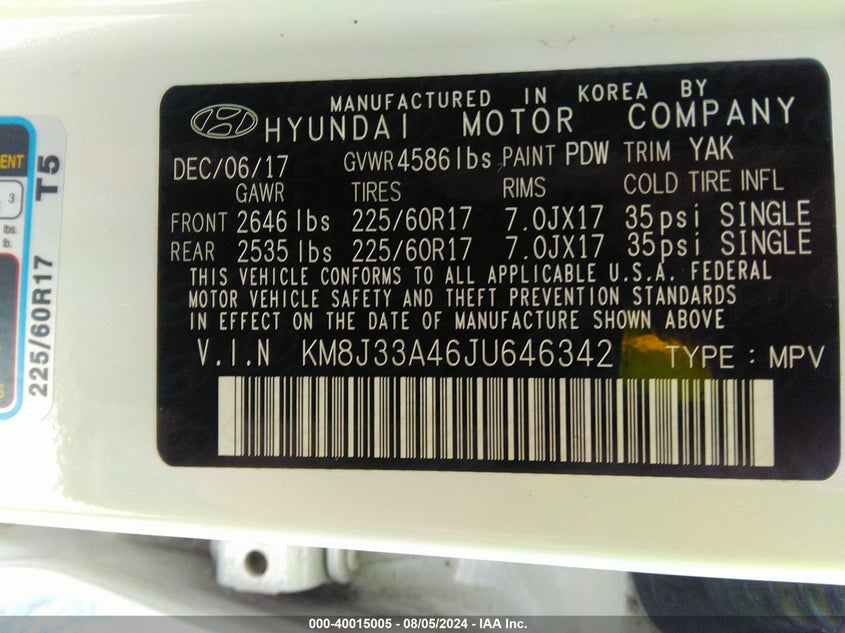 MANUFACTURED IN KOREA BY
HYUNDAI MOTOR COMPANY
DEC/06/17 GVWR 4586 lbs PAINT PDW TRIM YAK
GAWR TIRES RIMS COLD TIRE INFL
FRONT 2646 lbs 225/60R17 7.0JX17 35psi SINGLE
REAR 2535 lbs 225/60R17 7.0JX17 35psi SINGLE
THIS VEHICLE CONFORMS TO ALL APPLICABLE U.S.A. FEDERAL
MOTOR VEHICLE SAFETY AND THEFT PREVENTION STANDARDS
IN EFFECT ON THE DATE OF MANUFACTURE SHOWN ABOVE
V.I.N KM8J33A46JU646342 TYPE : MPV
225/60R17 T5
3
lbs.
lb.
000-40015005 - 08/05/2024 - IAA Inc.